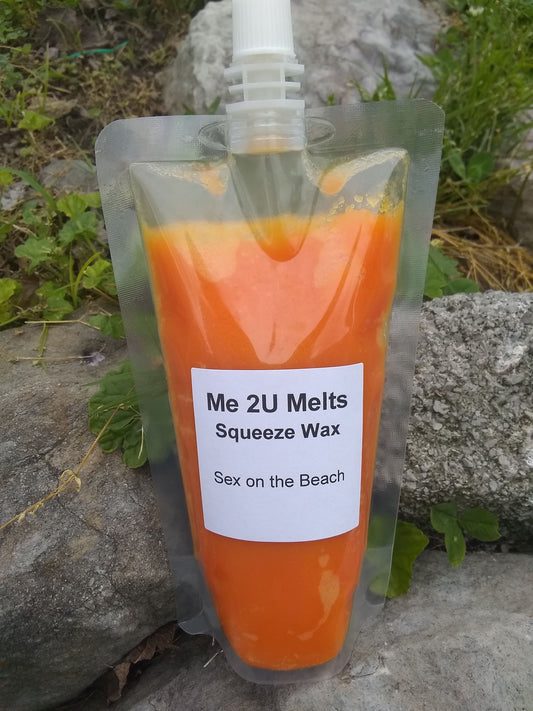 Me 2U Melts
Squeeze Wax
Sex on the Beach